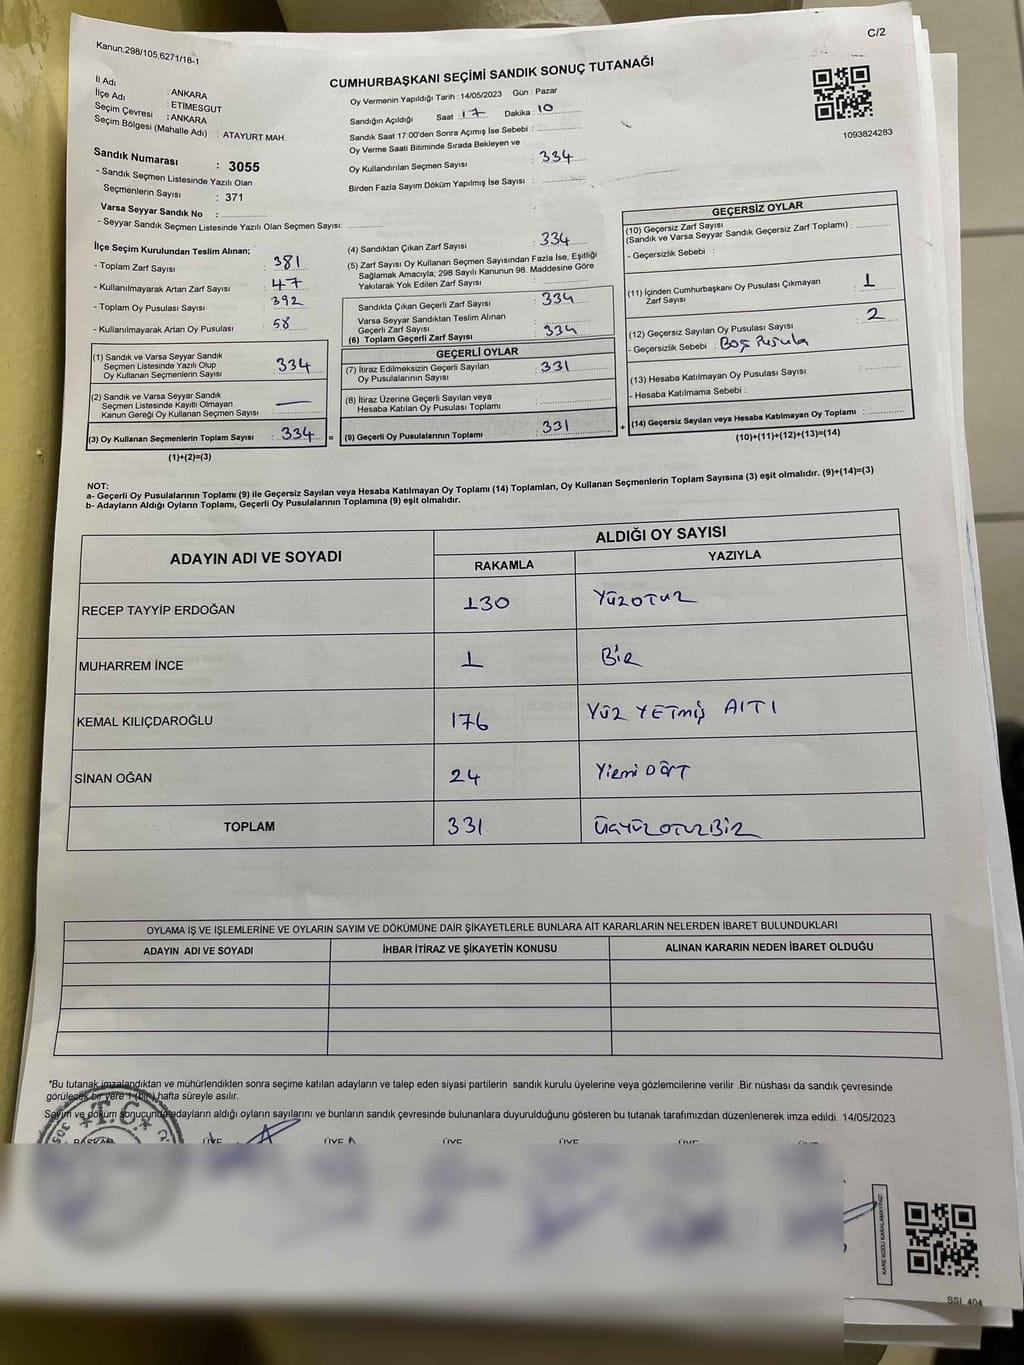 Kanun:298/105,6271/18-1
C/2
CUMHURBAŞKANI SEÇİMİ SANDIK SONUÇ TUTANAĞI
İl Adı : ANKARA
İlçe Adı : ETİMESGUT
Seçim Çevresi : ANKARA
Seçim Bölgesi (Mahalle Adı) : ATAYURT MAH.
Sandık Numarası : 3055
- Sandık Seçmen Listesinde Yazılı Olan
Seçmenlerin Sayısı : 371
Varsa Seyyar Sandık No :
- Seyyar Sandık Seçmen Listesinde Yazılı Olan Seçmen Sayısı:
Oy Vermenin Yapıldığı Tarih : 14/05/2023 Gün : Pazar
Sandığın Açıldığı Saat : 17 Dakika : 10
Sandık Saat 17:00'den Sonra Açımış İse Sebebi :
Oy Verme Saati Bitiminde Sırada Bekleyen ve
Oy Kullandırılan Seçmen Sayısı : 334
Birden Fazla Sayım Döküm Yapılmış İse Sayısı :
1093824283
İlçe Seçim Kurulundan Teslim Alınan;
- Toplam Zarf Sayısı : 381
- Kullanılmayarak Artan Zarf Sayısı : 47
- Toplam Oy Pusulası Sayısı : 392
- Kullanılmayarak Artan Oy Pusulası : 58
(1) Sandık ve Varsa Seyyar Sandık
Seçmen Listesinde Yazılı Olup
Oy Kullanan Seçmenlerin Sayısı : 334
(2) Sandık ve Varsa Seyyar Sandık
Seçmen Listesinde Kayıtlı Olmayan
Kanun Gereği Oy Kullanan Seçmen Sayısı : —
(3) Oy Kullanan Seçmenlerin Toplam Sayısı : 334 =
(1)+(2)=(3)
(4) Sandıktan Çıkan Zarf Sayısı : 334
(5) Zarf Sayısı Oy Kullanan Seçmen Sayısından Fazla İse, Eşitliği
Sağlamak Amacıyla; 298 Sayılı Kanunun 98. Maddesine Göre
Yakılarak Yok Edilen Zarf Sayısı :
Sandıkta Çıkan Geçerli Zarf Sayısı : 334
Varsa Seyyar Sandıktan Teslim Alınan
Geçerli Zarf Sayısı
(6) Toplam Geçerli Zarf Sayısı : 334
GEÇERLİ OYLAR
(7) İtiraz Edilmeksizin Geçerli Sayılan
Oy Pusulalarının Sayısı : 331
(8) İtiraz Üzerine Geçerli Sayılan veya
Hesaba Katılan Oy Pusulası Toplamı :
(9) Geçerli Oy Pusulalarının Toplamı : 331 +
GEÇERSİZ OYLAR
(10) Geçersiz Zarf Sayısı
(Sandık ve Varsa Seyyar Sandık Geçersiz Zarf Toplamı) :
- Geçersizlik Sebebi :
(11) İçinden Cumhurbaşkanı Oy Pusulası Çıkmayan
Zarf Sayısı : 1
(12) Geçersiz Sayılan Oy Pusulası Sayısı : 2
- Geçersizlik Sebebi : Boş Pusula
(13) Hesaba Katılmayan Oy Pusulası Sayısı :
- Hesaba Katılmama Sebebi :
(14) Geçersiz Sayılan veya Hesaba Katılmayan Oy Toplamı :
(10)+(11)+(12)+(13)=(14)
NOT:
a- Geçerli Oy Pusulalarının Toplamı (9) ile Geçersiz Sayılan veya Hesaba Katılmayan Oy Toplamı (14) Toplamları, Oy Kullanan Seçmenlerin Toplam Sayısına (3) eşit olmalıdır. (9)+(14)=(3)
b- Adayların Aldığı Oyların Toplamı, Geçerli Oy Pusulalarının Toplamına (9) eşit olmalıdır.
ADAYIN ADI VE SOYADI
ALDIĞI OY SAYISI
RAKAMLA YAZIYLA
RECEP TAYYİP ERDOĞAN 130 YÜZOTUZ
MUHARREM İNCE 1 BİR
KEMAL KILIÇDAROĞLU 176 YÜZ YETMİŞ ALTI
SİNAN OĞAN 24 YİRMİ DÖRT
TOPLAM 331 ÜÇYÜZOTUZBİR
OYLAMA İŞ VE İŞLEMLERİNE VE OYLARIN SAYIM VE DÖKÜMÜNE DAİR ŞİKAYETLERLE BUNLARA AİT KARARLARIN NELERDEN İBARET BULUNDUKLARI
ADAYIN ADI VE SOYADI İHBAR İTİRAZ VE ŞİKAYETİN KONUSU ALINAN KARARIN NEDEN İBARET OLDUĞU
*Bu tutanak imzalandıktan ve mühürlendikten sonra seçime katılan adayların ve talep eden siyasi partilerin sandık kurulu üyelerine veya gözlemcilerine verilir .Bir nüshası da sandık çevresinde
görülecek bir yere 1 (bir) hafta süreyle asılır.
Sayım ve döküm sonucunda adayların aldığı oyların sayılarını ve bunların sandık çevresinde bulunanlara duyurulduğunu gösteren bu tutanak tarafımızdan düzenlenerek imza edildi. 14/05/2023
*T.C.*
BAŞKAN ÜYE ÜYE ÜYE ÜYE ÜYE ÜYE
KARE KODU KARALAMAYINIZ!
SSI_404